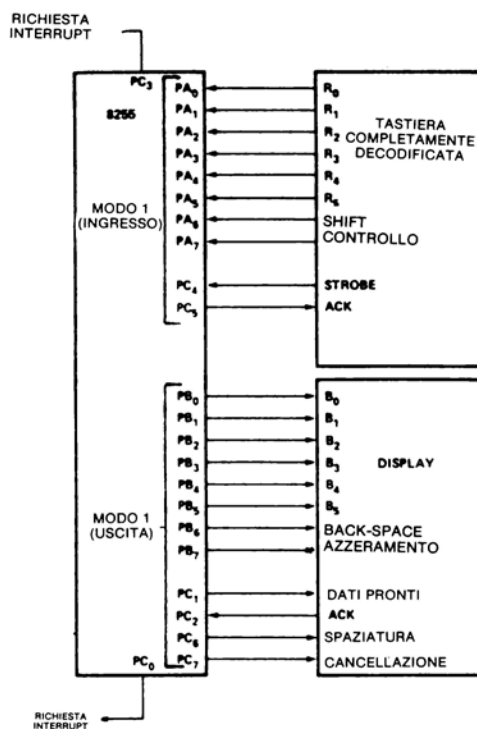 RICHIESTA
INTERRUPT
PC3
8255
PA0 R0
PA1 R1
PA2 R2
PA3 R3
PA4 R4
PA5 R5
PA6 SHIFT
PA7 CONTROLLO
TASTIERA
COMPLETAMENTE
DECODIFICATA
MODO 1
(INGRESSO)
PC4 STROBE
PC5 ACK
PB0 B0
PB1 B1
PB2 B2
PB3 B3
PB4 B4
PB5 B5
PB6 BACK-SPACE
PB7 AZZERAMENTO
DISPLAY
MODO 1
(USCITA)
PC1 DATI PRONTI
PC2 ACK
PC6 SPAZIATURA
PC7 CANCELLAZIONE
PC0
RICHIESTA
INTERRUPT